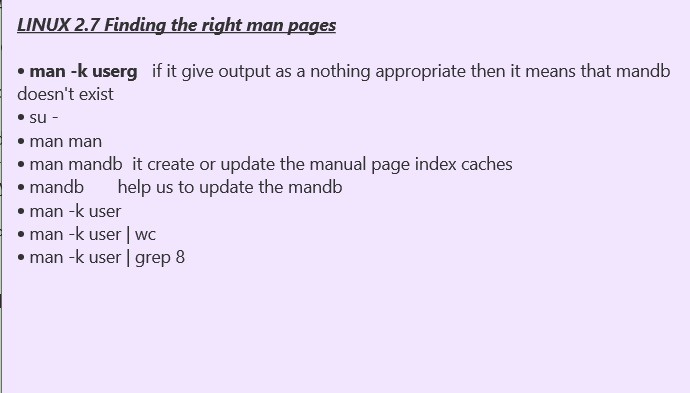 LINUX 2.7 Finding the right man pages
• man -k userg   if it give output as a nothing appropriate then it means that mandb
doesn't exist
• su -
• man man
• man mandb  it create or update the manual page index caches
• mandb       help us to update the mandb
• man -k user
• man -k user | wc
• man -k user | grep 8